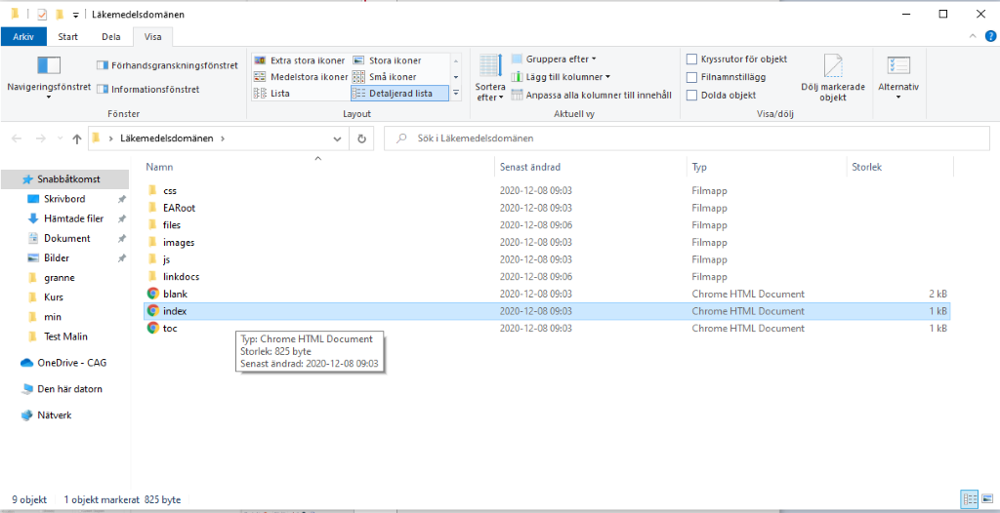 Läkemedelsdomänen
Arkiv Start Dela Visa
Navigeringsfönstret
Förhandsgranskningsfönstret
Informationsfönstret
Fönster
Extra stora ikoner Stora ikoner
Medelstora ikoner Små ikoner
Lista Detaljerad lista
Layout
Sortera efter
Gruppera efter
Lägg till kolumner
Anpassa alla kolumner till innehåll
Aktuell vy
Kryssrutor för objekt
Filnamnstillägg
Dolda objekt
Dölj markerade objekt
Visa/dölj
Alternativ
Läkemedelsdomänen
Sök i Läkemedelsdomänen
Snabbåtkomst
Skrivbord
Hämtade filer
Dokument
Bilder
granne
Kurs
min
Test Malin
OneDrive - CAG
Den här datorn
Nätverk
Namn Senast ändrad Typ Storlek
css 2020-12-08 09:03 Filmapp
EARoot 2020-12-08 09:03 Filmapp
files 2020-12-08 09:06 Filmapp
images 2020-12-08 09:03 Filmapp
js 2020-12-08 09:03 Filmapp
linkdocs 2020-12-08 09:06 Filmapp
blank 2020-12-08 09:03 Chrome HTML Document 2 kB
index 2020-12-08 09:03 Chrome HTML Document 1 kB
toc 2020-12-08 09:03 Chrome HTML Document 1 kB
Typ: Chrome HTML Document
Storlek: 825 byte
Senast ändrad: 2020-12-08 09:03
9 objekt 1 objekt markerat 825 byte